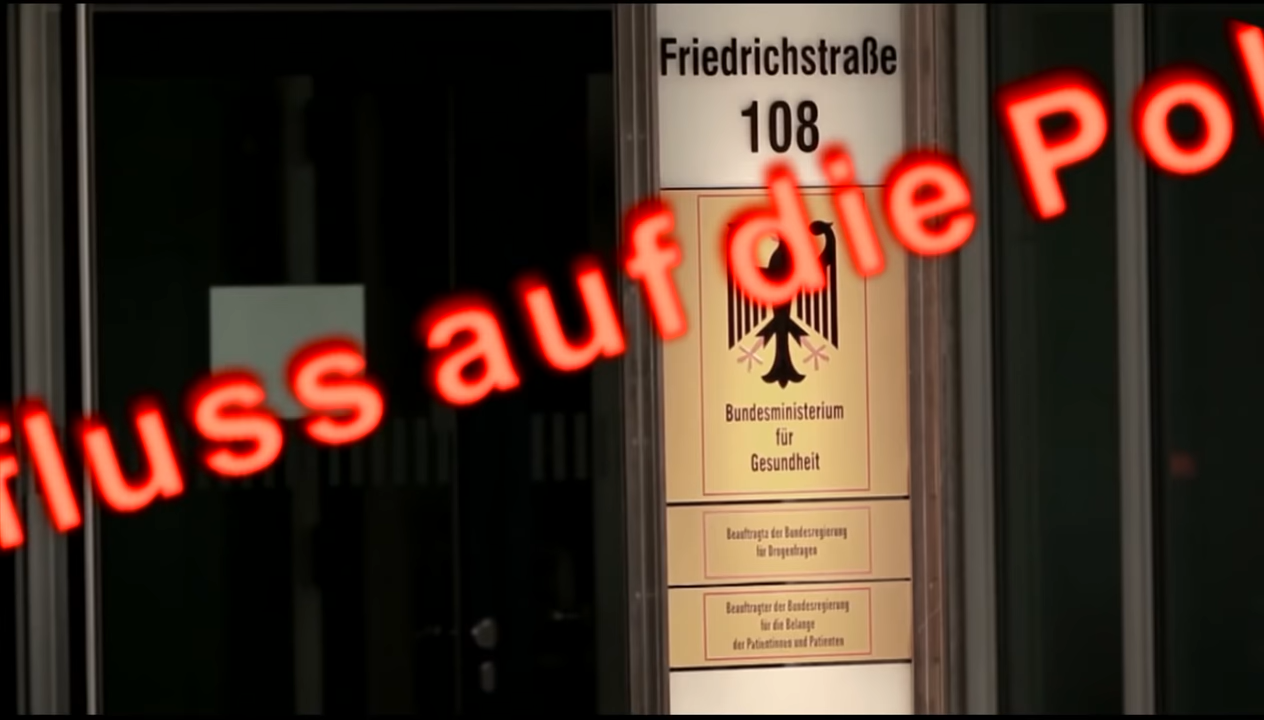 Friedrichstraße
108
fluss auf die Pol
Bundesministerium
für
Gesundheit
Beauftragte der Bundesregierung
für Drogenfragen
Beauftragter der Bundesregierung
für die Belange
der Patientinnen und Patienten